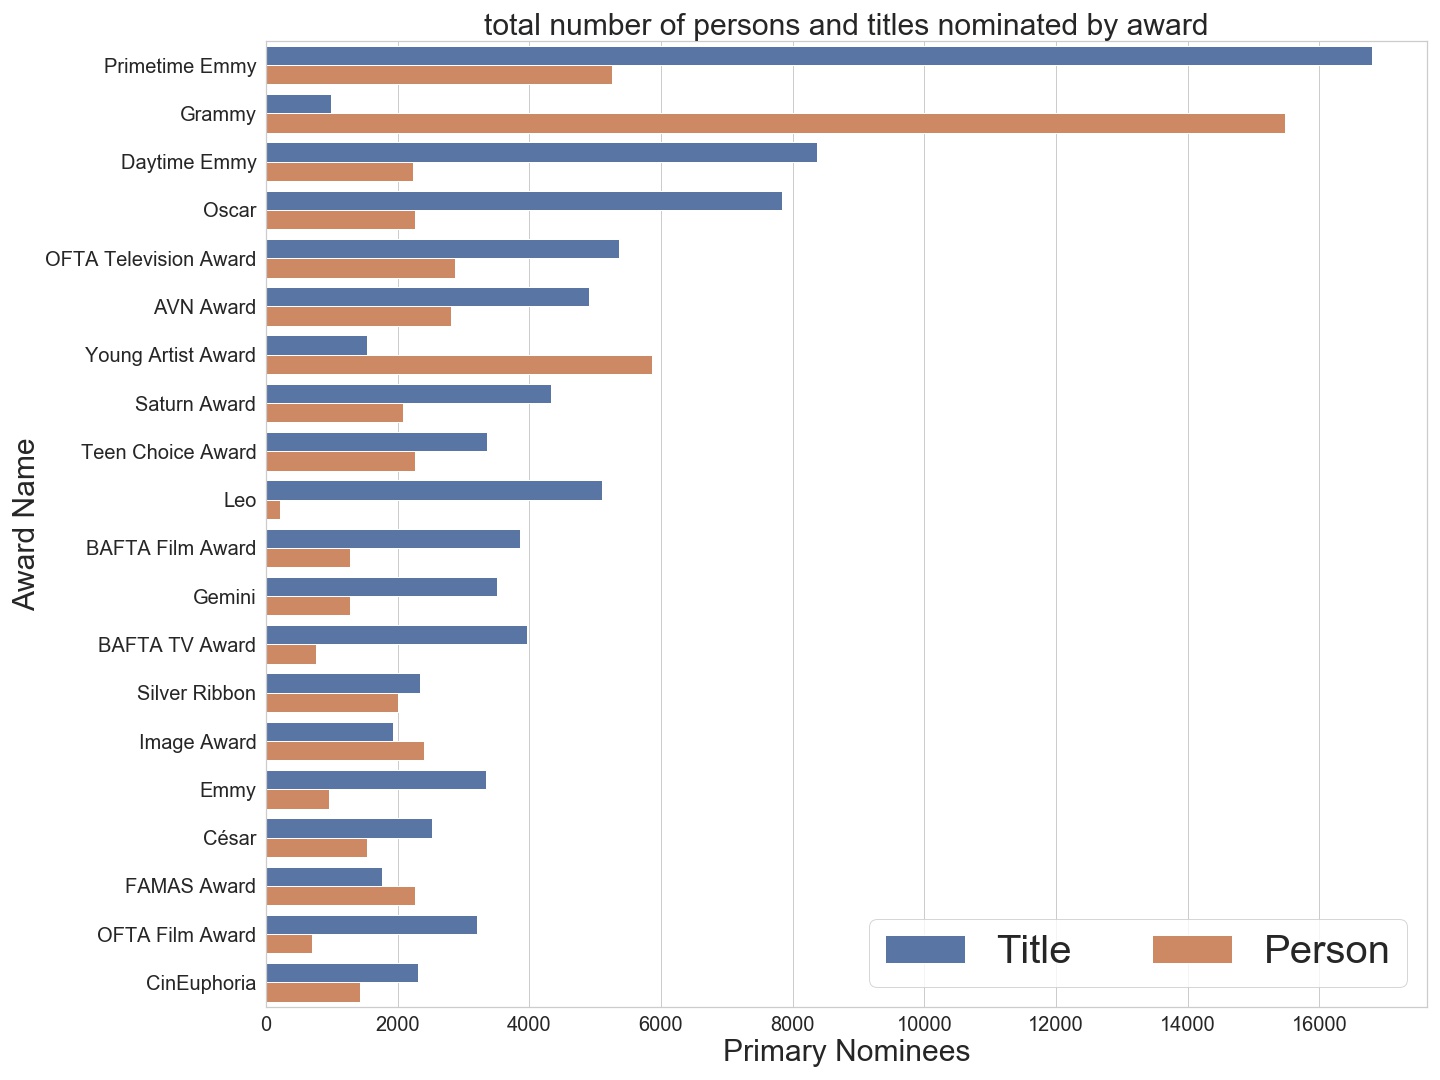 total number of persons and titles nominated by award
Award Name
Primetime Emmy
Grammy
Daytime Emmy
Oscar
OFTA Television Award
AVN Award
Young Artist Award
Saturn Award
Teen Choice Award
Leo
BAFTA Film Award
Gemini
BAFTA TV Award
Silver Ribbon
Image Award
Emmy
César
FAMAS Award
OFTA Film Award
CinEuphoria
Title Person
0 2000 4000 6000 8000 10000 12000 14000 16000
Primary Nominees